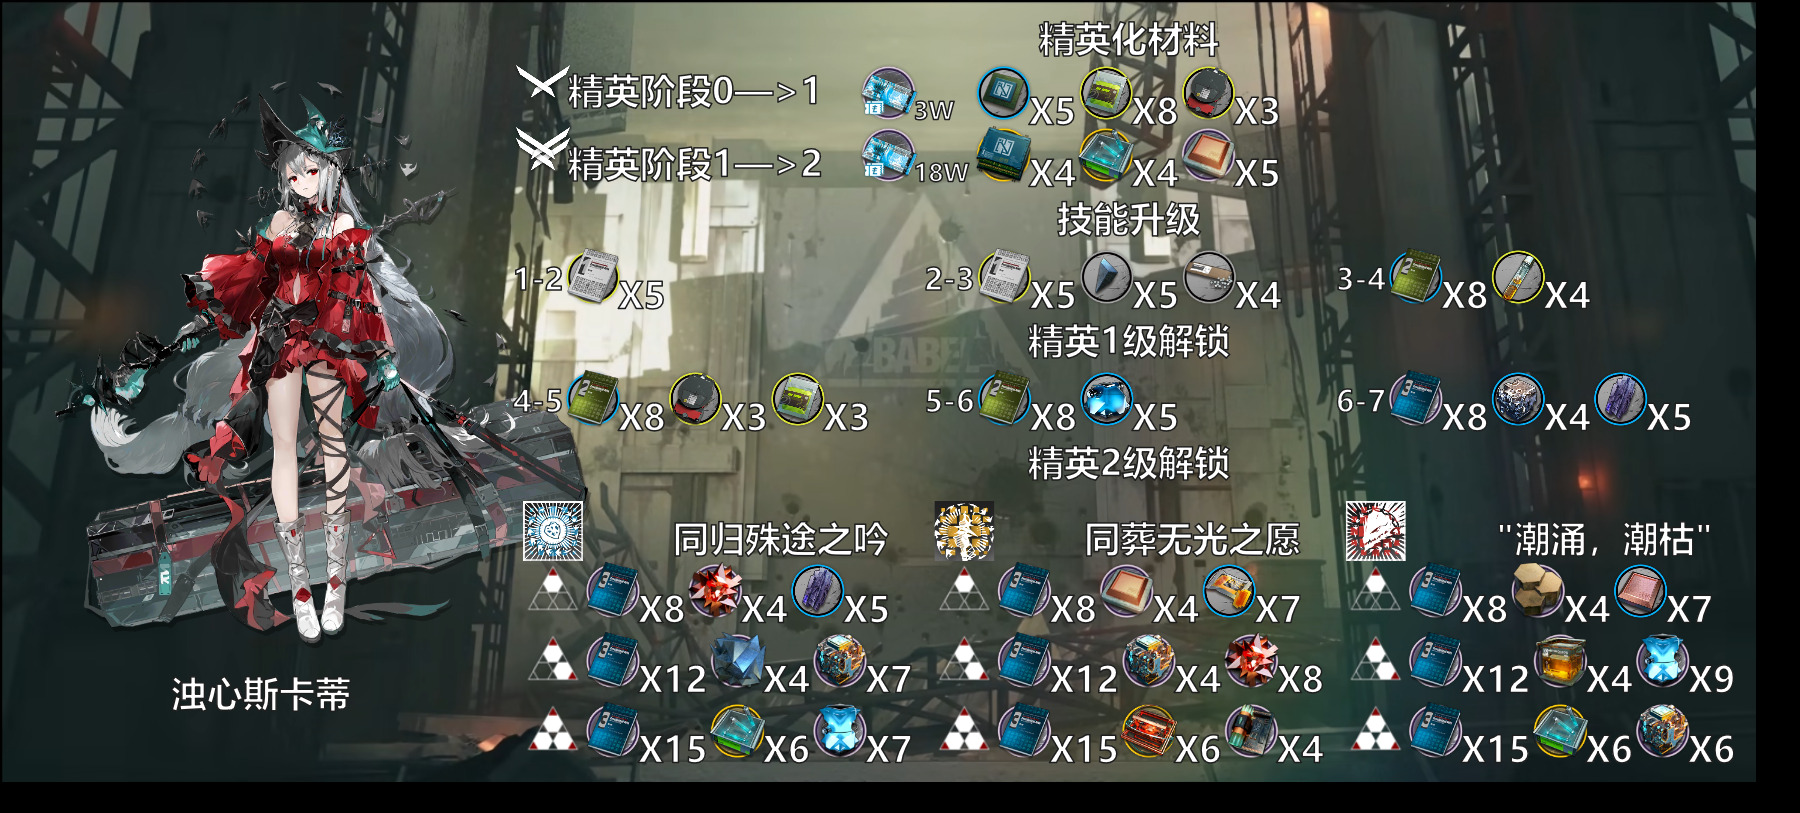 精英化材料
精英阶段0—>1 3W X5 X8 X3
精英阶段1—>2 18W X4 X4 X5
技能升级
1-2 X5 2-3 X5 X5 X4 3-4 X8 X4
BABEL
精英1级解锁
4-5 X8 X3 X3 5-6 X8 X5 6-7 X8 X4 X5
精英2级解锁
同归殊途之吟 同葬无光之愿 "潮涌，潮枯"
X8 X4 X5 X8 X4 X7 X8 X4 X7
X12 X4 X7 X12 X4 X8 X12 X4 X9
浊心斯卡蒂
X15 X6 X7 X15 X6 X4 X15 X6 X6